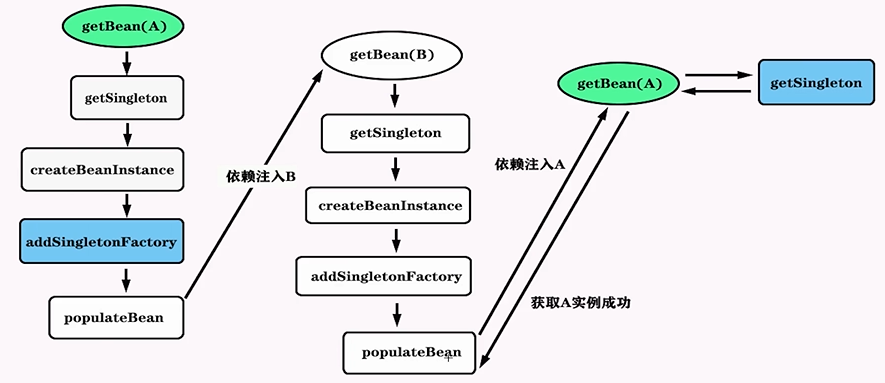 getBean(A)
getSingleton
createBeanInstance
addSingletonFactory
populateBean
依赖注入B
getBean(B)
getSingleton
createBeanInstance
addSingletonFactory
populateBean
依赖注入A
getBean(A)
getSingleton
获取A实例成功